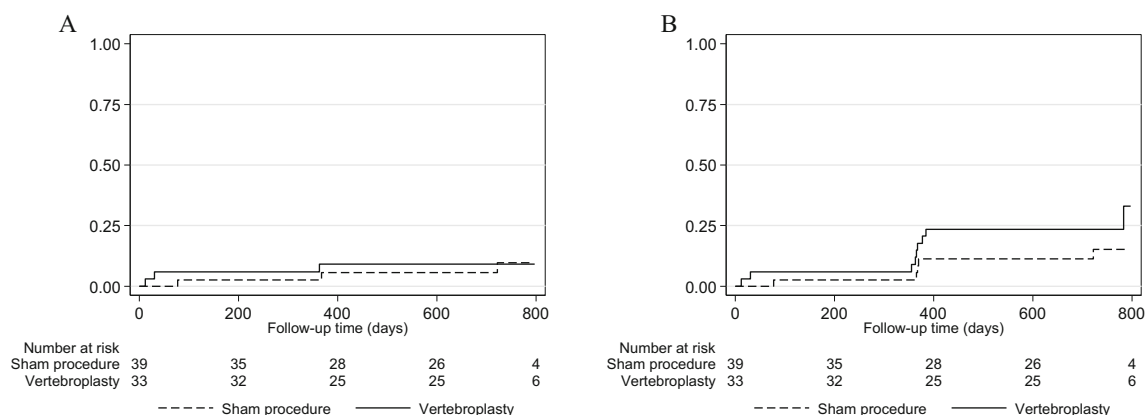 A
1.00
0.75
0.50
0.25
0.00
0 200 400 600 800
Follow-up time (days)
Number at risk
Sham procedure 39 35 28 26 4
Vertebroplasty 33 32 25 25 6
B
1.00
0.75
0.50
0.25
0.00
0 200 400 600 800
Follow-up time (days)
Number at risk
Sham procedure 39 35 28 26 4
Vertebroplasty 33 32 25 25 6
Sham procedure Vertebroplasty
Sham procedure Vertebroplasty